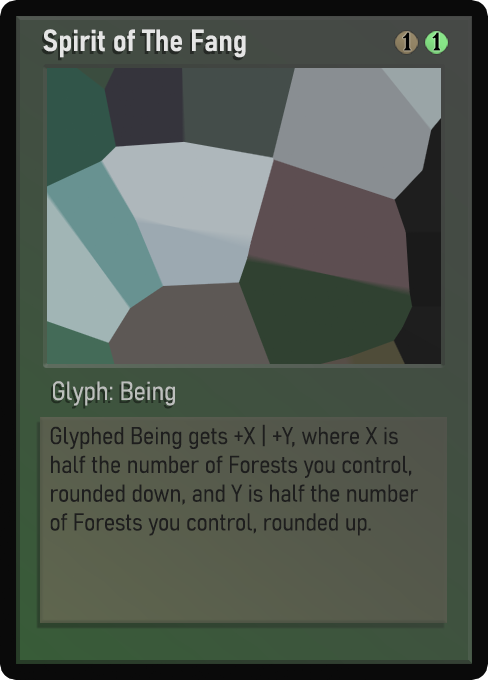 Spirit of The Fang 1 1
Glyph: Being
Glyphed Being gets +X | +Y, where X is
half the number of Forests you control,
rounded down, and Y is half the number
of Forests you control, rounded up.